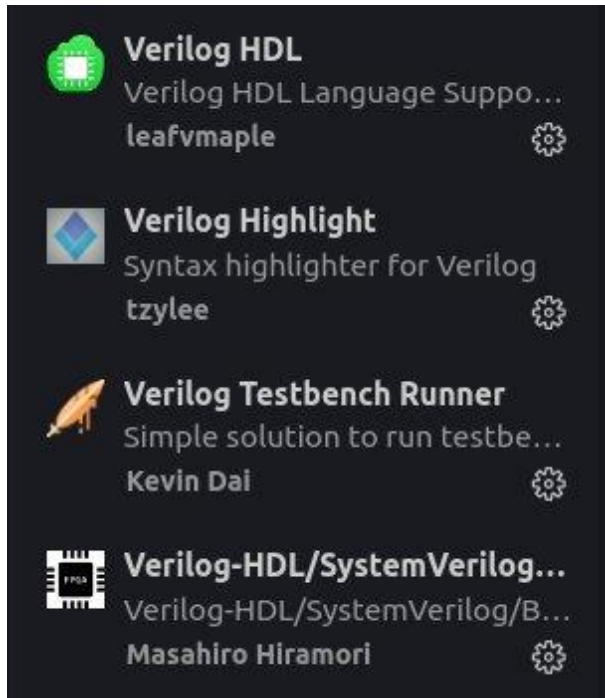 Verilog HDL
Verilog HDL Language Suppo...
leafvmaple
Verilog Highlight
Syntax highlighter for Verilog
tzylee
Verilog Testbench Runner
Simple solution to run testbe...
Kevin Dai
FPGA
Verilog-HDL/SystemVerilog...
Verilog-HDL/SystemVerilog/B...
Masahiro Hiramori